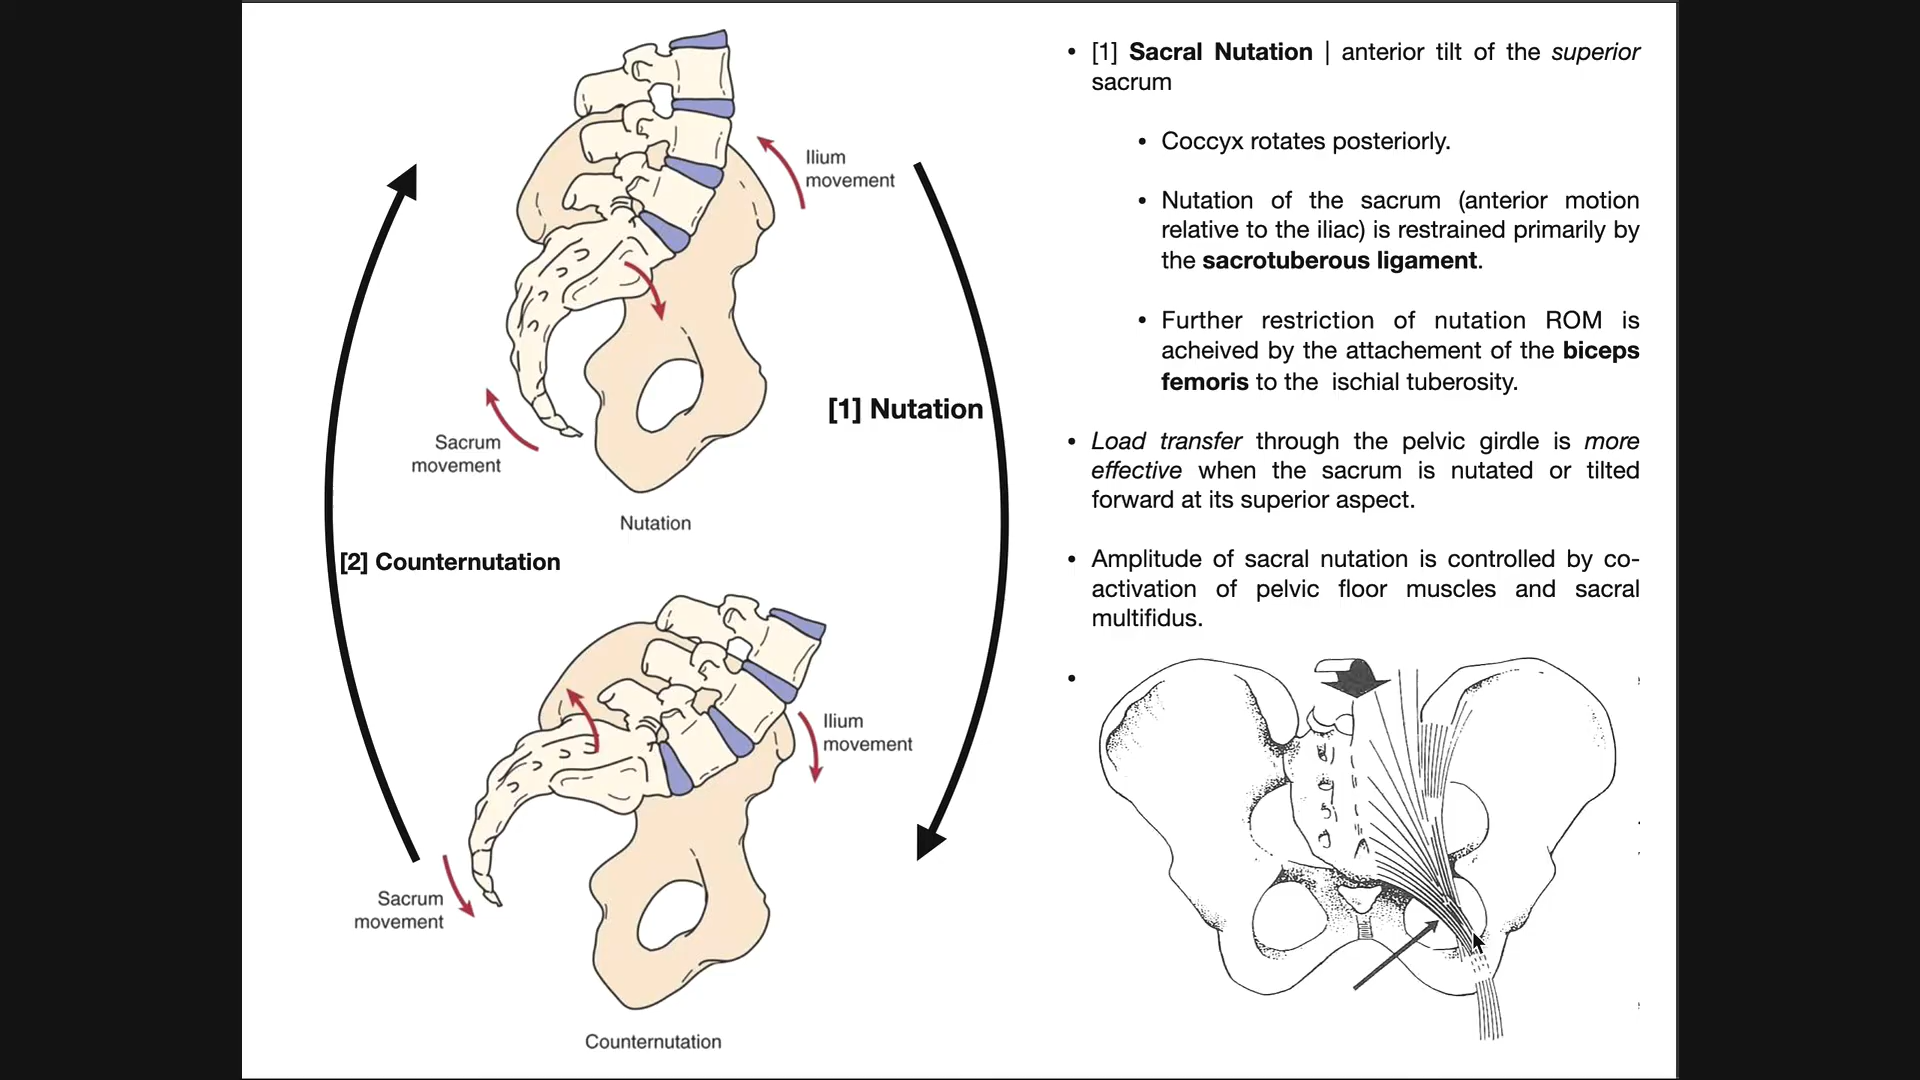 Ilium
movement
Sacrum
movement
Nutation
[1] Nutation
[2] Counternutation
Ilium
movement
Sacrum
movement
Counternutation
• [1] Sacral Nutation | anterior tilt of the superior
sacrum
• Coccyx rotates posteriorly.
• Nutation of the sacrum (anterior motion
relative to the iliac) is restrained primarily by
the sacrotuberous ligament.
• Further restriction of nutation ROM is
acheived by the attachement of the biceps
femoris to the ischial tuberosity.
• Load transfer through the pelvic girdle is more
effective when the sacrum is nutated or tilted
forward at its superior aspect.
• Amplitude of sacral nutation is controlled by co-
activation of pelvic floor muscles and sacral
multifidus.